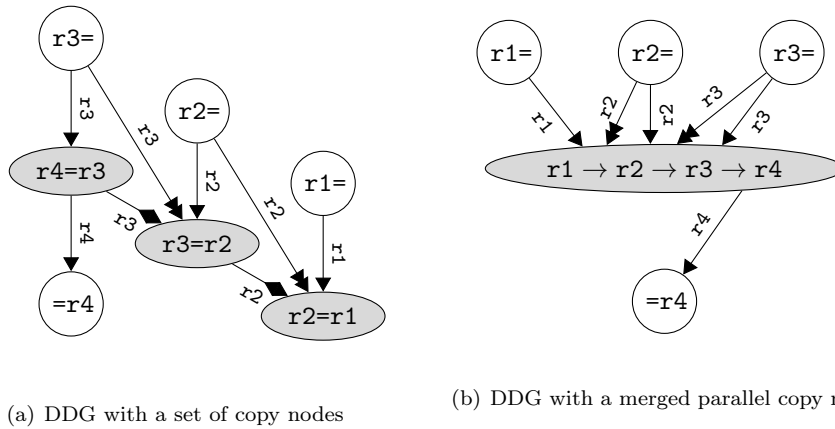 r3=
r2=
r1=
r3
r3
r4=r3
r2
r2
r4
r3
r3=r2
r1
r2
=r4
r2=r1
(a) DDG with a set of copy nodes
r1=
r2=
r3=
r1
r2
r2
r3
r3
r1 → r2 → r3 → r4
r4
=r4
(b) DDG with a merged parallel copy